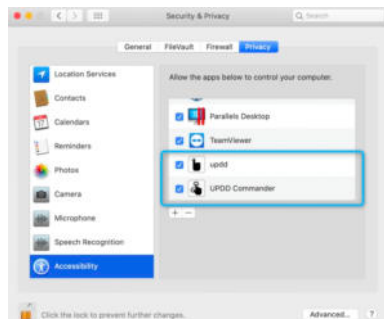 Security & Privacy
Search
General FileVault Firewall Privacy
Location Services
Contacts
Calendars
Reminders
Photos
Camera
Microphone
Speech Recognition
Accessibility
Allow the apps below to control your computer.
Parallels Desktop
TeamViewer
updd
UPDD Commander
+ −
Click the lock to prevent further changes.
Advanced... ?